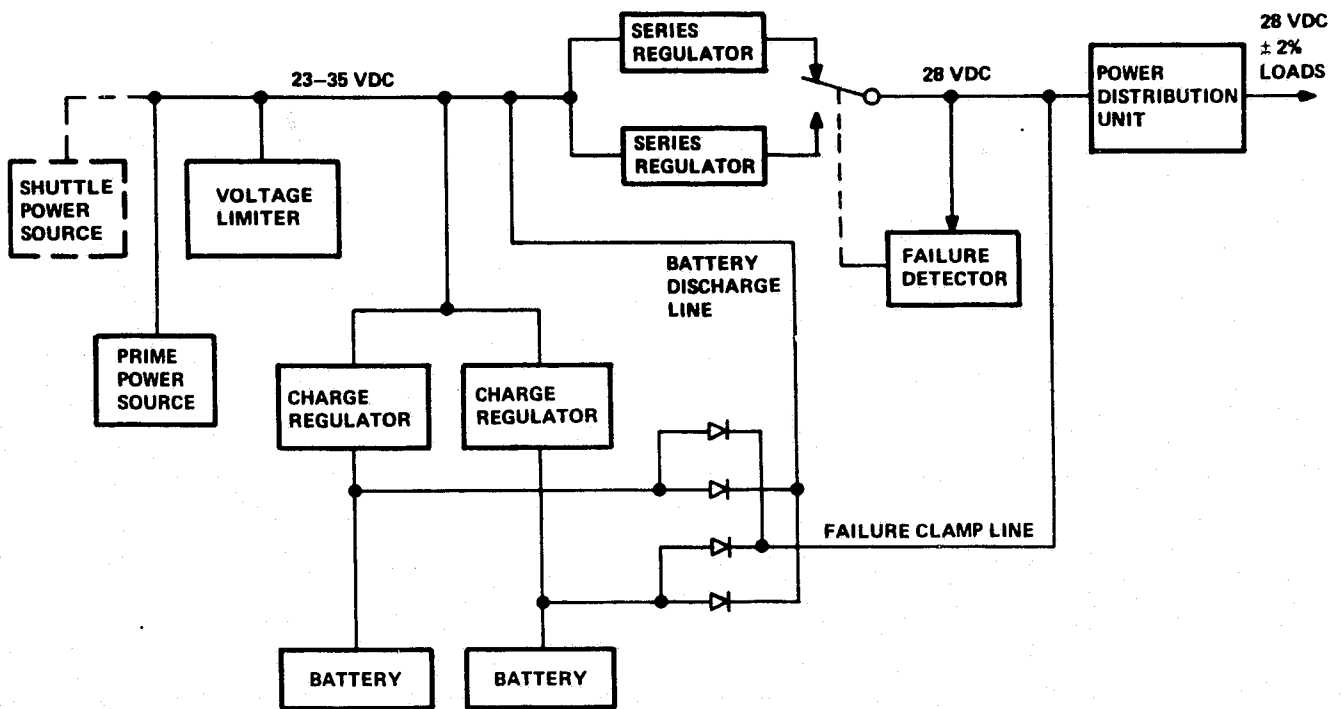 28 VDC
± 2%
LOADS
SERIES
REGULATOR
23–35 VDC
28 VDC
POWER
DISTRIBUTION
UNIT
SERIES
REGULATOR
SHUTTLE
POWER
SOURCE
VOLTAGE
LIMITER
BATTERY
DISCHARGE
LINE
FAILURE
DETECTOR
PRIME
POWER
SOURCE
CHARGE
REGULATOR
CHARGE
REGULATOR
FAILURE CLAMP LINE
BATTERY
BATTERY